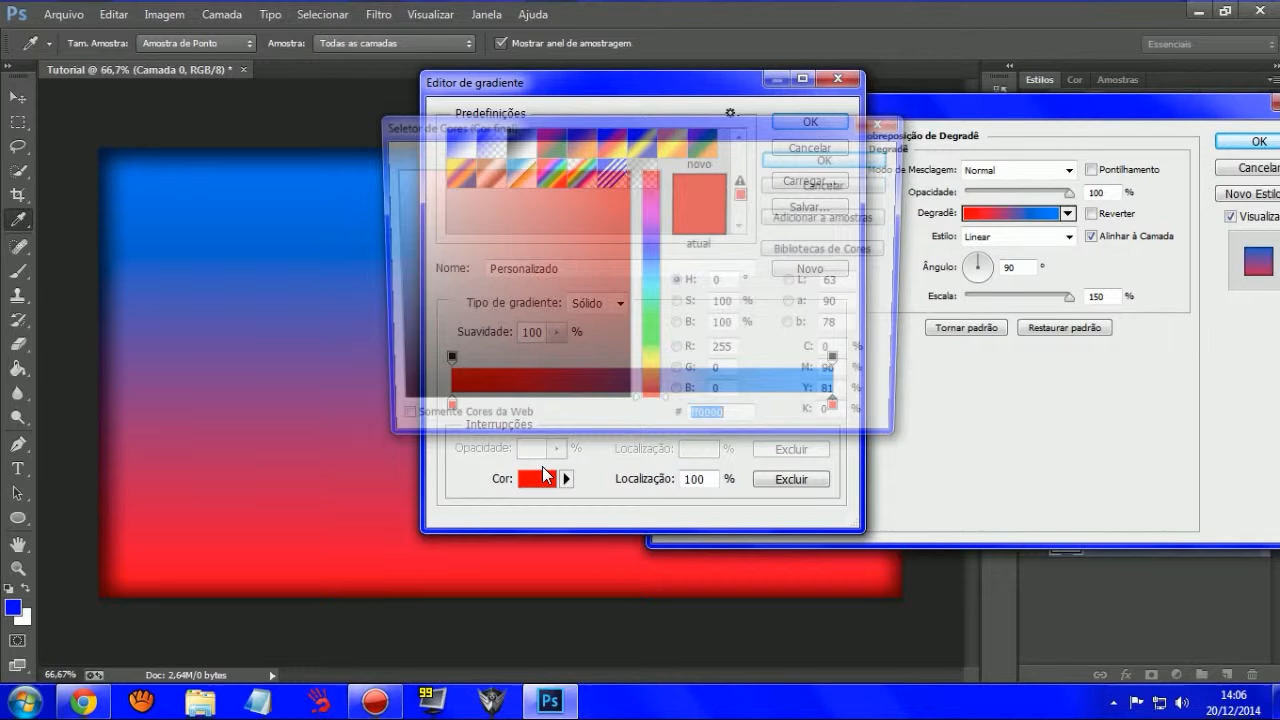 Ps Arquivo Editar Imagem Camada Tipo Selecionar Filtro Visualizar Janela Ajuda
Tam. Amostra: Amostra de Ponto Amostra: Todas as camadas Mostrar anel de amostragem Essenciais
Tutorial @ 66,7% (Camada 0, RGB/8) * ×
Estilos Cor Amostras
Editor de gradiente
Predefinições
OK
Cancelar
Carregar...
Salvar...
Novo
Nome: Personalizado
Tipo de gradiente: Sólido
Suavidade: 100 %
Interrupções
Opacidade: % Localização: % Excluir
Cor: Localização: 100 % Excluir
Seletor de Cores (Cor final)
novo
atual
OK
Cancelar
Adicionar a amostras
Bibliotecas de Cores
H: 0 ° L: 63
S: 100 % a: 90
B: 100 % b: 78
R: 255 C: 0 %
G: 0 M: 96 %
B: 0 Y: 81 %
# ff0000 K: 0 %
Somente Cores da Web
obreposição de Degradê
Degradê
Modo de Mesclagem: Normal Pontilhamento
Opacidade: 100 %
Degradê: Reverter
Estilo: Linear Alinhar à Camada
Ângulo: 90 °
Escala: 150 %
Tornar padrão Restaurar padrão
OK
Cancelar
Novo Estilo
Visualiza
66,67% Doc: 2,64M/0 bytes
fx
99
Ps
14:06
20/12/2014